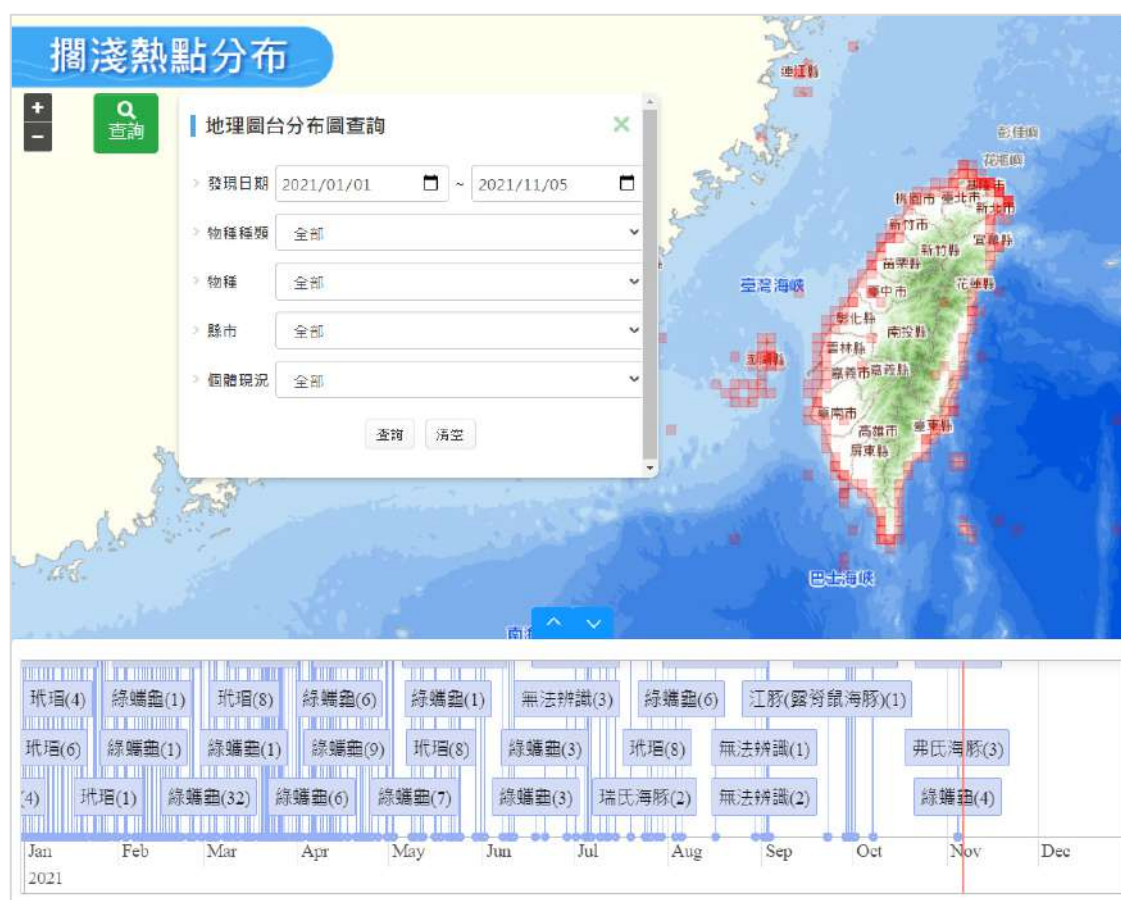 擱淺熱點分布
連江縣
+
−
查詢
地理圖台分布圖查詢
×
發現日期 2021/01/01 ~ 2021/11/05
物種種類 全部
物種 全部
縣市 全部
個體現況 全部
查詢 清空
彭佳嶼
花瓶嶼
基隆市
桃園市 臺北市
新北市
新竹市
宜蘭縣
新竹縣
苗栗縣
臺灣海峽
臺中市
花蓮縣
彰化縣
南投縣
雲林縣
澎湖縣
嘉義市 嘉義縣
臺南市
高雄市
臺東縣
屏東縣
巴士海峽
玳瑁(4) 綠蠵龜(1) 玳瑁(8) 綠蠵龜(6) 綠蠵龜(1) 無法辨識(3) 綠蠵龜(6) 江豚(露脊鼠海豚)(1)
玳瑁(6) 綠蠵龜(1) 綠蠵龜(1) 綠蠵龜(9) 玳瑁(8) 綠蠵龜(3) 玳瑁(8) 無法辨識(1) 弗氏海豚(3)
(4) 玳瑁(1) 綠蠵龜(32) 綠蠵龜(6) 綠蠵龜(7) 綠蠵龜(3) 瑞氏海豚(2) 無法辨識(2) 綠蠵龜(4)
Jan Feb Mar Apr May Jun Jul Aug Sep Oct Nov Dec
2021